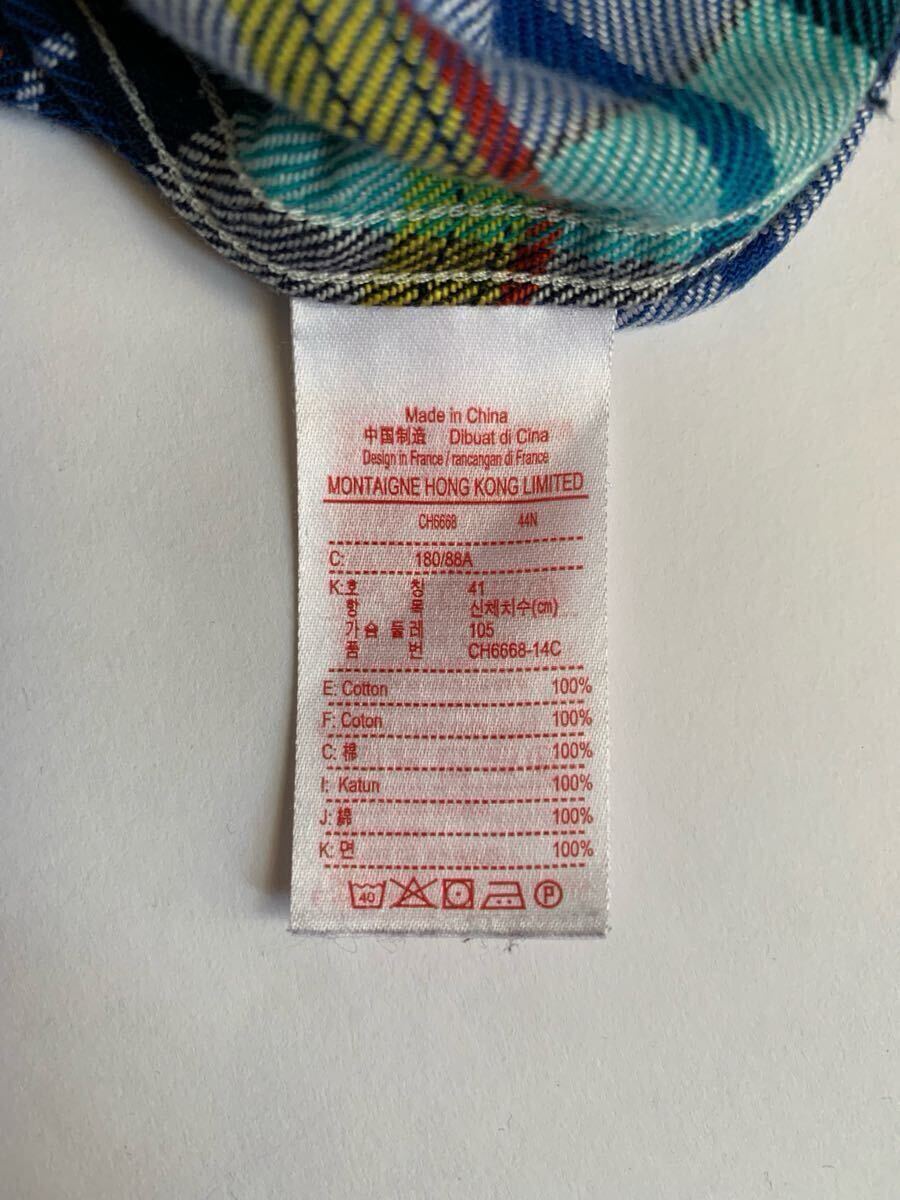 Made in China
中国制造 Dibuat di Cina
Design in France / rancangan di France
MONTAIGNE HONG KONG LIMITED
CH6668 44N
C: 180/88A
K:호 칭 41
항 목 신체치수(cm)
가 슴 둘 레 105
품 번 CH6668-14C
E: Cotton 100%
F: Coton 100%
C: 棉 100%
I: Katun 100%
J: 綿 100%
K: 면 100%
40 P